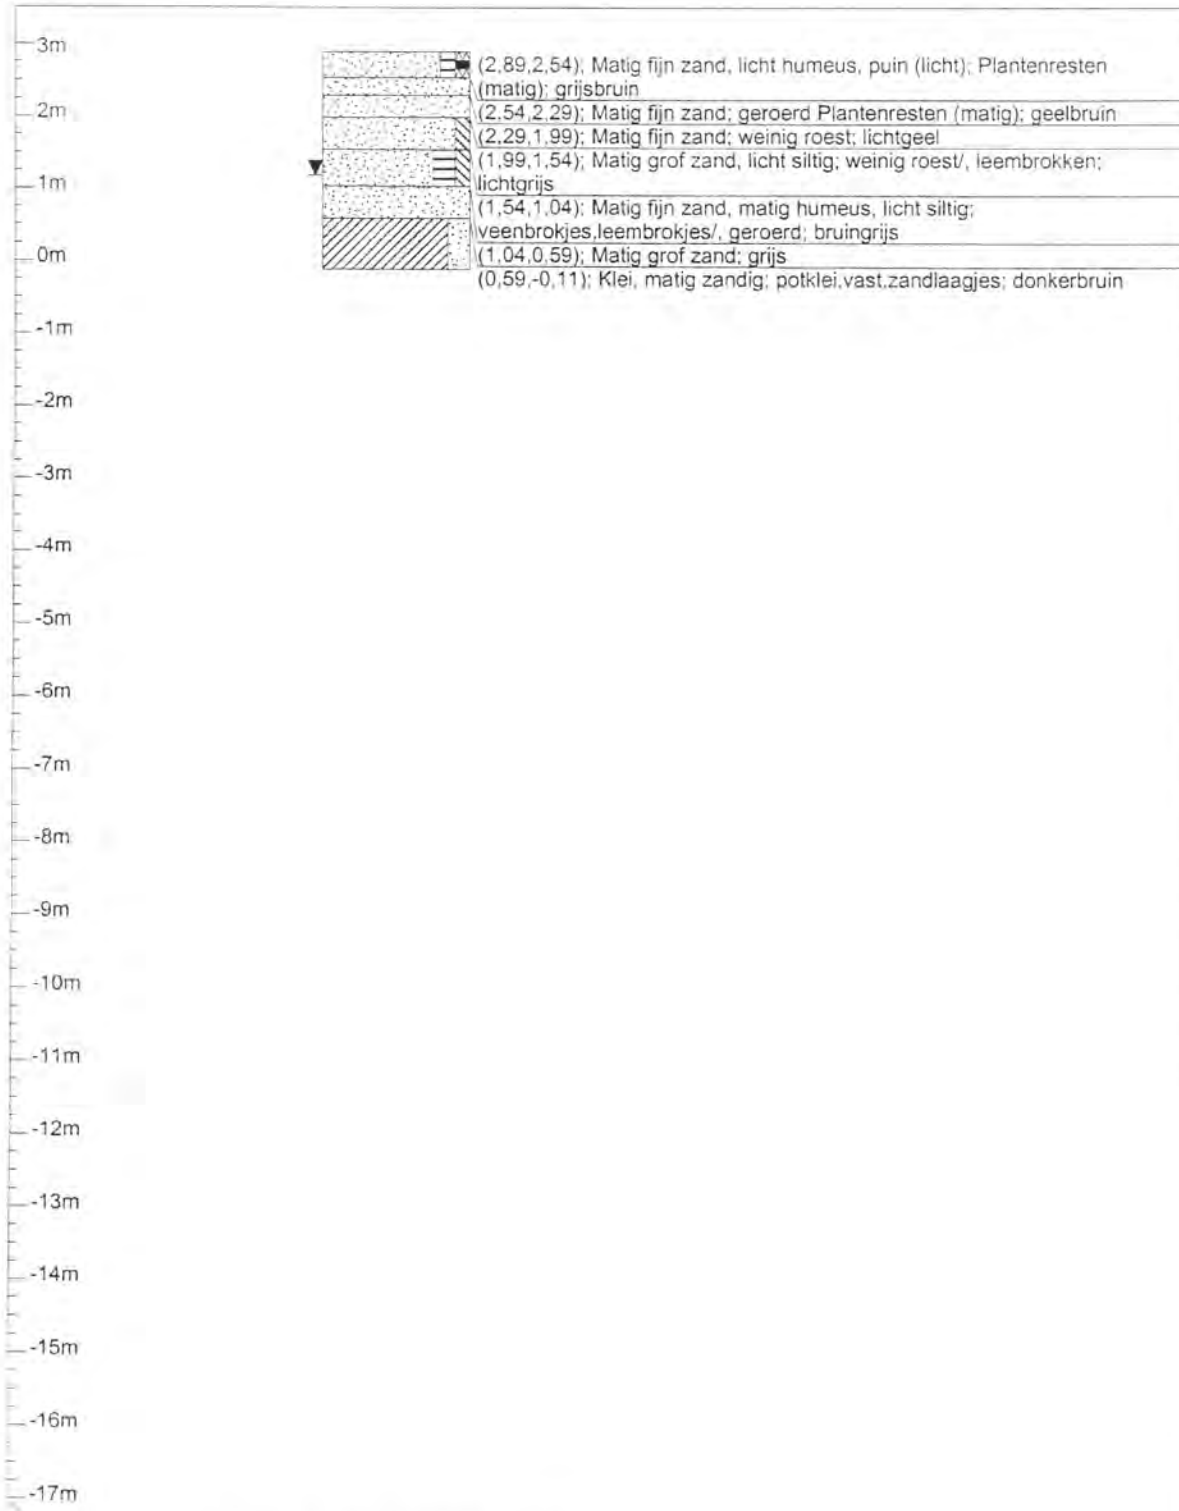 3m
2m
1m
0m
-1m
-2m
-3m
-4m
-5m
-6m
-7m
-8m
-9m
-10m
-11m
-12m
-13m
-14m
-15m
-16m
-17m
(2,89,2,54); Matig fijn zand, licht humeus, puin (licht); Plantenresten
(matig); grijsbruin
(2,54,2,29); Matig fijn zand; geroerd Plantenresten (matig); geelbruin
(2,29,1,99); Matig fijn zand; weinig roest; lichtgeel
(1,99,1,54); Matig grof zand, licht siltig; weinig roest/, leembrokken;
lichtgrijs
(1,54,1,04); Matig fijn zand, matig humeus, licht siltig;
veenbrokjes,leembrokjes/, geroerd; bruingrijs
(1,04,0,59); Matig grof zand; grijs
(0,59,-0,11); Klei, matig zandig; potklei,vast,zandlaagjes; donkerbruin